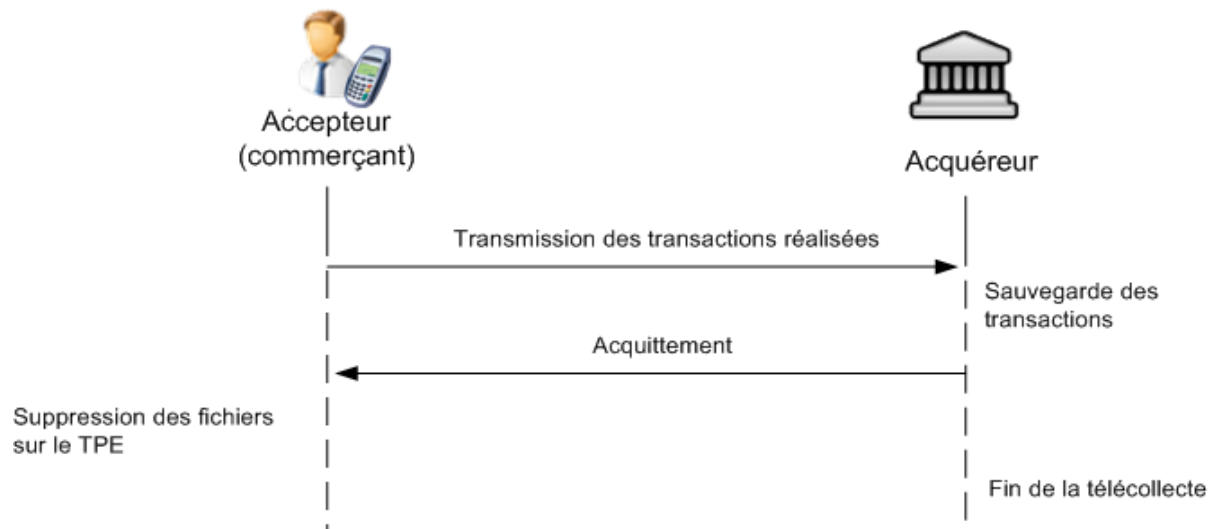 Accepteur
(commerçant)
Acquéreur
Transmission des transactions réalisées
Sauvegarde des
transactions
Acquittement
Suppression des fichiers
sur le TPE
Fin de la télécollecte